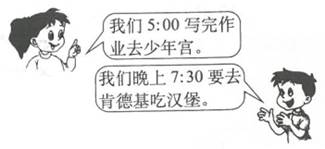 我们 5:00 写完作
业去少年宫。
我们晚上 7:30 要去
肯德基吃汉堡。